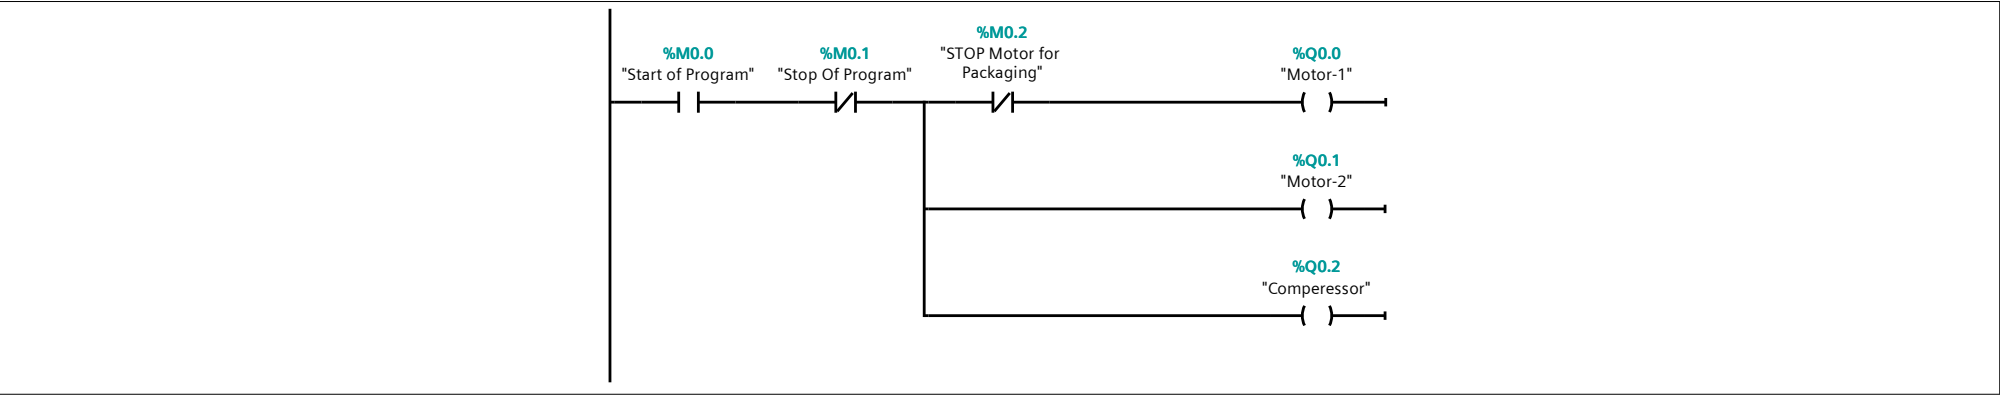 %M0.0
"Start of Program"
%M0.1
"Stop Of Program"
%M0.2
"STOP Motor for
Packaging"
%Q0.0
"Motor-1"
%Q0.1
"Motor-2"
%Q0.2
"Comperessor"